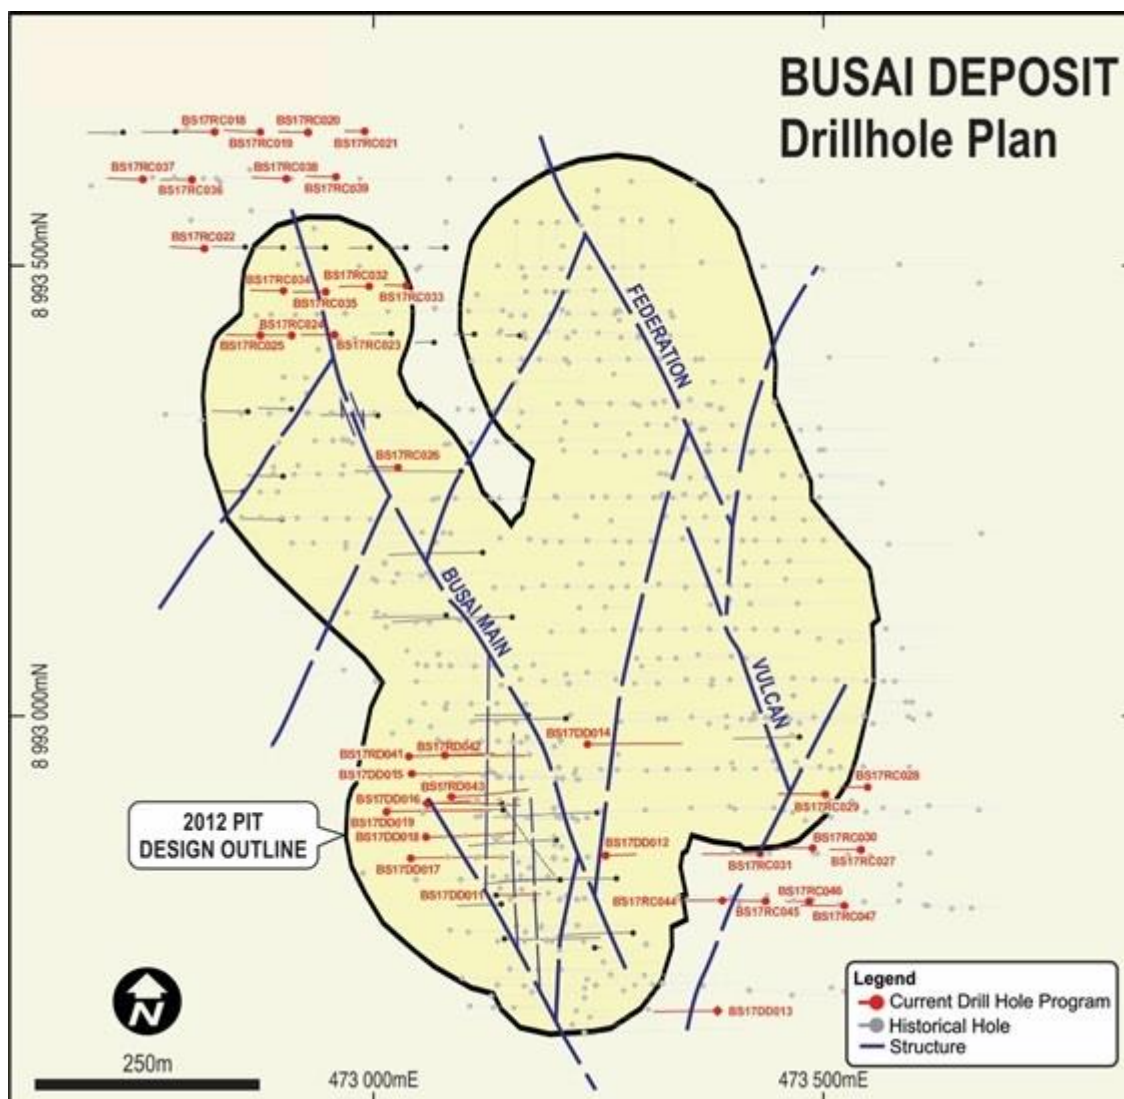 BUSAI DEPOSIT
Drillhole Plan
BS17RC018
BS17RC020
BS17RC019
BS17RC021
BS17RC037
BS17RC038
BS17RC036
BS17RC039
BS17RC022
8 993 500mN
BS17RC034
BS17RC032
BS17RC035
BS17RC033
BS17RC024
BS17RC025
BS17RC023
FEDERATION
BS17RC026
BUSAI MAIN
VULCAN
8 993 000mN
BS17DD014
BS17RD041
BS17RD042
BS17DD015
BS17RC028
BS17RD043
BS17DD016
BS17RC029
BS17DD019
2012 PIT
DESIGN OUTLINE
BS17DD018
BS17RC030
BS17DD012
BS17RC031
BS17RC027
BS17DD017
BS17DD011
BS17RC046
BS17RC044
BS17RC045
BS17RC047
BS17DD013
N
250m
473 000mE
473 500mE
Legend
Current Drill Hole Program
Historical Hole
Structure